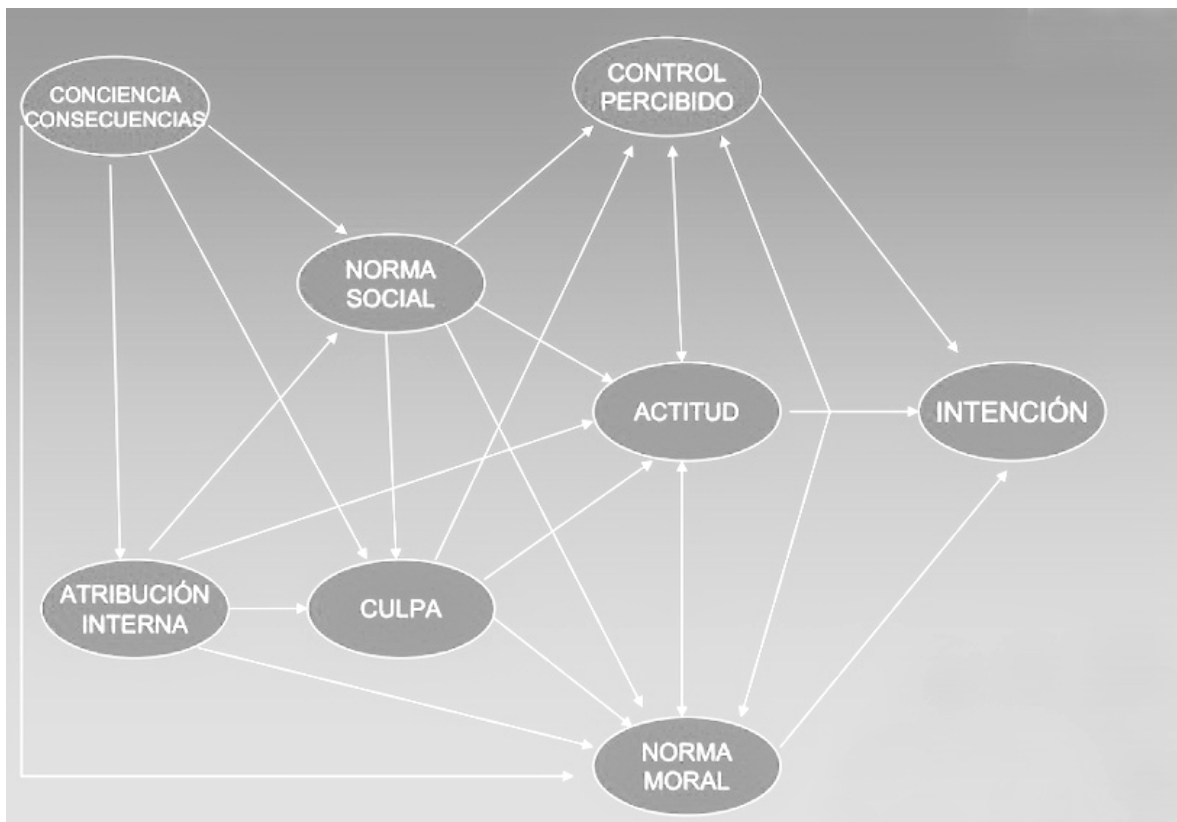 CONCIENCIA
CONSECUENCIAS
CONTROL
PERCIBIDO
NORMA
SOCIAL
ACTITUD
INTENCIÓN
ATRIBUCIÓN
INTERNA
CULPA
NORMA
MORAL